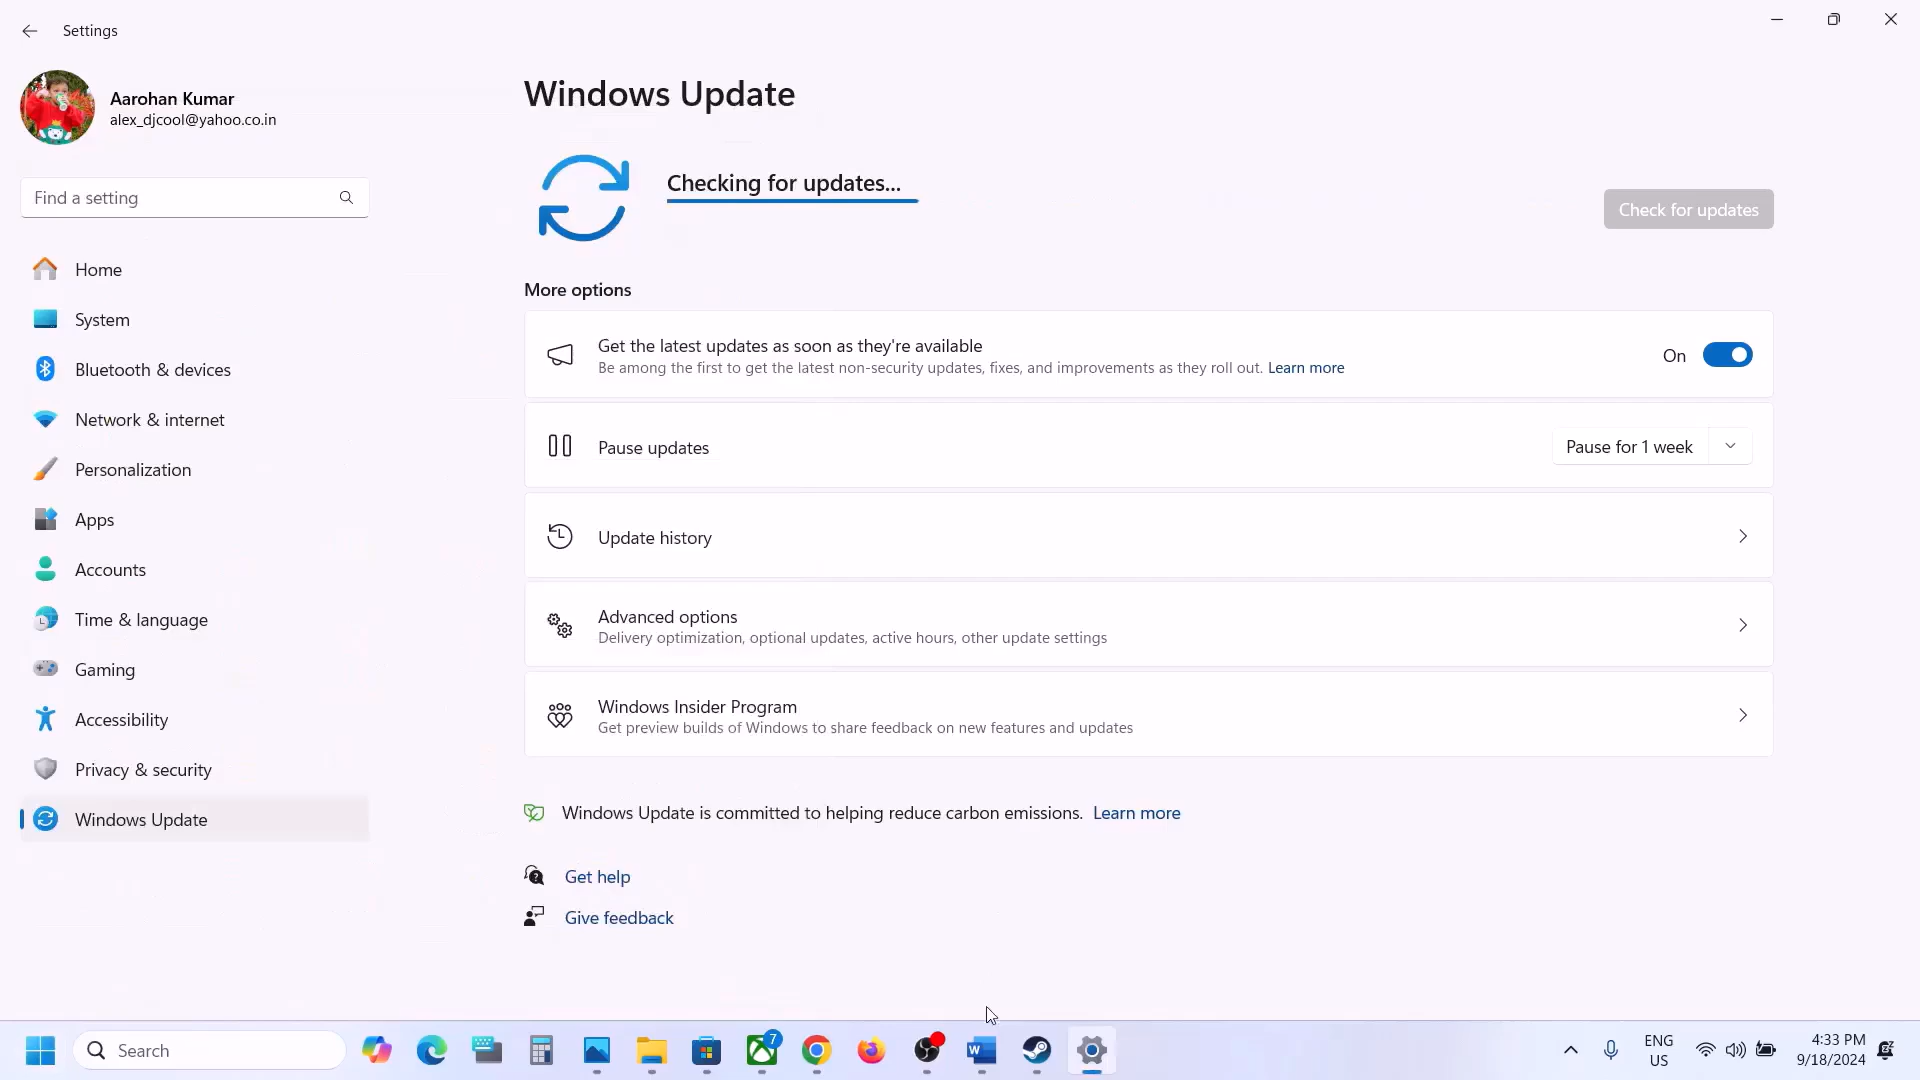 Settings
Aarohan Kumar
alex_djcool@yahoo.co.in
Find a setting
Home
System
Bluetooth & devices
Network & internet
Personalization
Apps
Accounts
Time & language
Gaming
Accessibility
Privacy & security
Windows Update
Windows Update
Checking for updates...
Check for updates
More options
Get the latest updates as soon as they're available
Be among the first to get the latest non-security updates, fixes, and improvements as they roll out. Learn more
On
Pause updates
Pause for 1 week
Update history
Advanced options
Delivery optimization, optional updates, active hours, other update settings
Windows Insider Program
Get preview builds of Windows to share feedback on new features and updates
Windows Update is committed to helping reduce carbon emissions. Learn more
Get help
Give feedback
Search
7
ENG
US
4:33 PM
9/18/2024